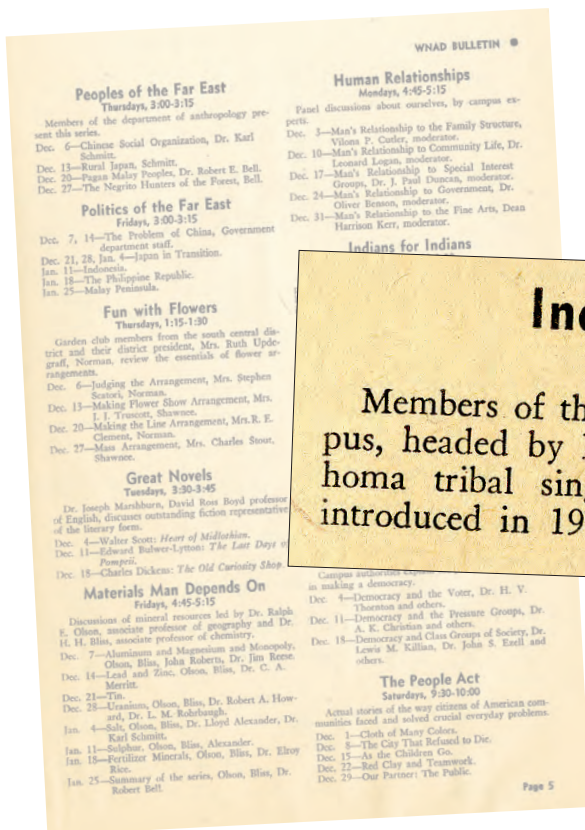 WNAD BULLETIN ●
Peoples of the Far East
Thursdays, 3:00-3:15
Members of the department of anthropology pre-
sent this series.
Dec. 6—Chinese Social Organization, Dr. Karl
Schmitt.
Dec. 13—Rural Japan, Schmitt.
Dec. 20—Pagan Malay Peoples, Dr. Robert E. Bell.
Dec. 27—The Negrito Hunters of the Forest, Bell.
Politics of the Far East
Fridays, 3:00-3:15
Dec. 7, 14—The Problem of China, Government
department staff.
Dec. 21, 28, Jan. 4—Japan in Transition.
Jan. 11—Indonesia.
Jan. 18—The Philippine Republic.
Jan. 25—Malay Peninsula.
Fun with Flowers
Thursdays, 1:15-1:30
Garden club members from the south central dis-
trict and their district president, Mrs. Ruth Upde-
graff, Norman, review the essentials of flower ar-
rangements.
Dec. 6—Judging the Arrangement, Mrs. Stephen
Scatori, Norman.
Dec. 13—Making Flower Show Arrangement, Mrs.
J. J. Truscott, Shawnee.
Dec. 20—Making the Line Arrangement, Mrs. R. E.
Clement, Norman.
Dec. 27—Mass Arrangement, Mrs. Charles Stout,
Shawnee.
Great Novels
Tuesdays, 3:30-3:45
Dr. Joseph Marshburn, David Ross Boyd professor
of English, discusses outstanding fiction representative
of the literary form.
Dec. 4—Walter Scott: Heart of Midlothian.
Dec. 11—Edward Bulwer-Lytton: The Last Days of
Pompeii.
Dec. 18—Charles Dickens: The Old Curiosity Shop.
Materials Man Depends On
Fridays, 4:45-5:15
Discussions of mineral resources led by Dr. Ralph
E. Olson, associate professor of geography and Dr.
H. H. Bliss, associate professor of chemistry.
Dec. 7—Aluminum and Magnesium and Monopoly,
Olson, Bliss, John Roberts, Dr. Jim Reese.
Dec. 14—Lead and Zinc, Olson, Bliss, Dr. C. A.
Merritt.
Dec. 21—Tin.
Dec. 28—Uranium, Olson, Bliss, Dr. Robert A. How-
ard, Dr. L. M. Rohrbaugh.
Jan. 4—Salt, Olson, Bliss, Dr. Lloyd Alexander, Dr.
Karl Schmitt.
Jan. 11—Sulphur, Olson, Bliss, Alexander.
Jan. 18—Fertilizer Minerals, Olson, Bliss, Dr. Elroy
Rice.
Jan. 25—Summary of the series, Olson, Bliss, Dr.
Robert Bell.
Human Relationships
Mondays, 4:45-5:15
Panel discussions about ourselves, by campus ex-
perts.
Dec. 3—Man's Relationship to the Family Structure,
Vilona P. Cutler, moderator.
Dec. 10—Man's Relationship to Community Life, Dr.
Leonard Logan, moderator.
Dec. 17—Man's Relationship to Special Interest
Groups, Dr. J. Paul Duncan, moderator.
Dec. 24—Man's Relationship to Government, Dr.
Oliver Benson, moderator.
Dec. 31—Man's Relationship to the Fine Arts, Dean
Harrison Kerr, moderator.
Indians for Indians
Inc
Members of th
pus, headed by
homa tribal sin
introduced in 19
Campus authorities
in making a democracy.
Dec. 4—Democracy and the Voter, Dr. H. V.
Thornton and others.
Dec. 11—Democracy and the Pressure Groups, Dr.
A. K. Christian and others.
Dec. 18—Democracy and Class Groups of Society, Dr.
Lewis M. Killian, Dr. John S. Ezell and
others.
The People Act
Saturdays, 9:30-10:00
Actual stories of the way citizens of American com-
munities faced and solved crucial everyday problems.
Dec. 1—Cloth of Many Colors.
Dec. 8—The City That Refused to Die.
Dec. 15—As the Children Go.
Dec. 22—Red Clay and Teamwork.
Dec. 29—Our Partner: The Public.
Page 5